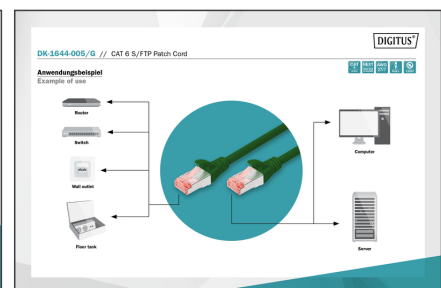 DIGITUS®
DK-1644-005/G // CAT 6 S/FTP Patch Cord
Anwendungsbeispiel
Example of use
Router
Switch
Wall outlet
Floor tank
Computer
Server